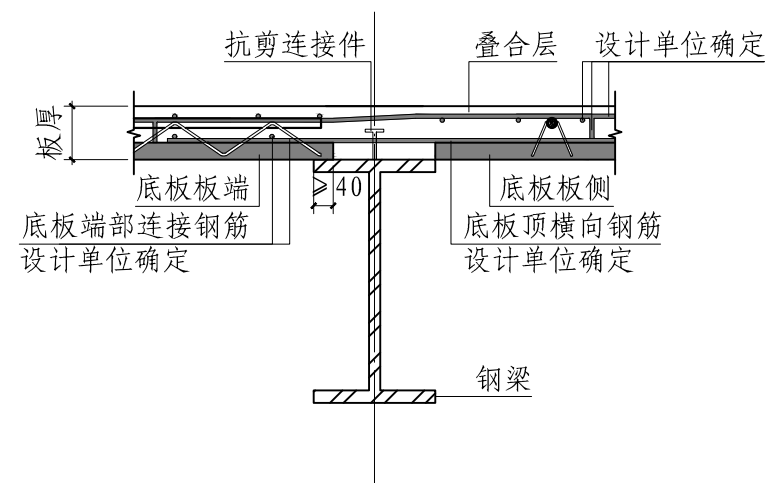 抗剪连接件
叠合层
设计单位确定
板厚
底板板端
≥40
底板板侧
底板端部连接钢筋
设计单位确定
底板顶横向钢筋
设计单位确定
钢梁